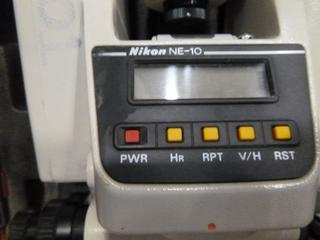 Nikon NE-10
PWR HR RPT V/H RST